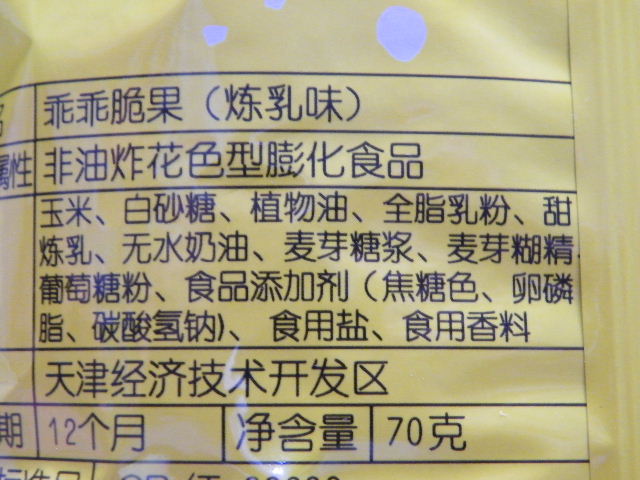 名 乖乖脆果（炼乳味）
属性 非油炸花色型膨化食品
玉米、白砂糖、植物油、全脂乳粉、甜
炼乳、无水奶油、麦芽糖浆、麦芽糊精、
葡萄糖粉、食品添加剂（焦糖色、卵磷
脂、碳酸氢钠）、食用盐、食用香料
天津经济技术开发区
期 12个月 净含量 70克